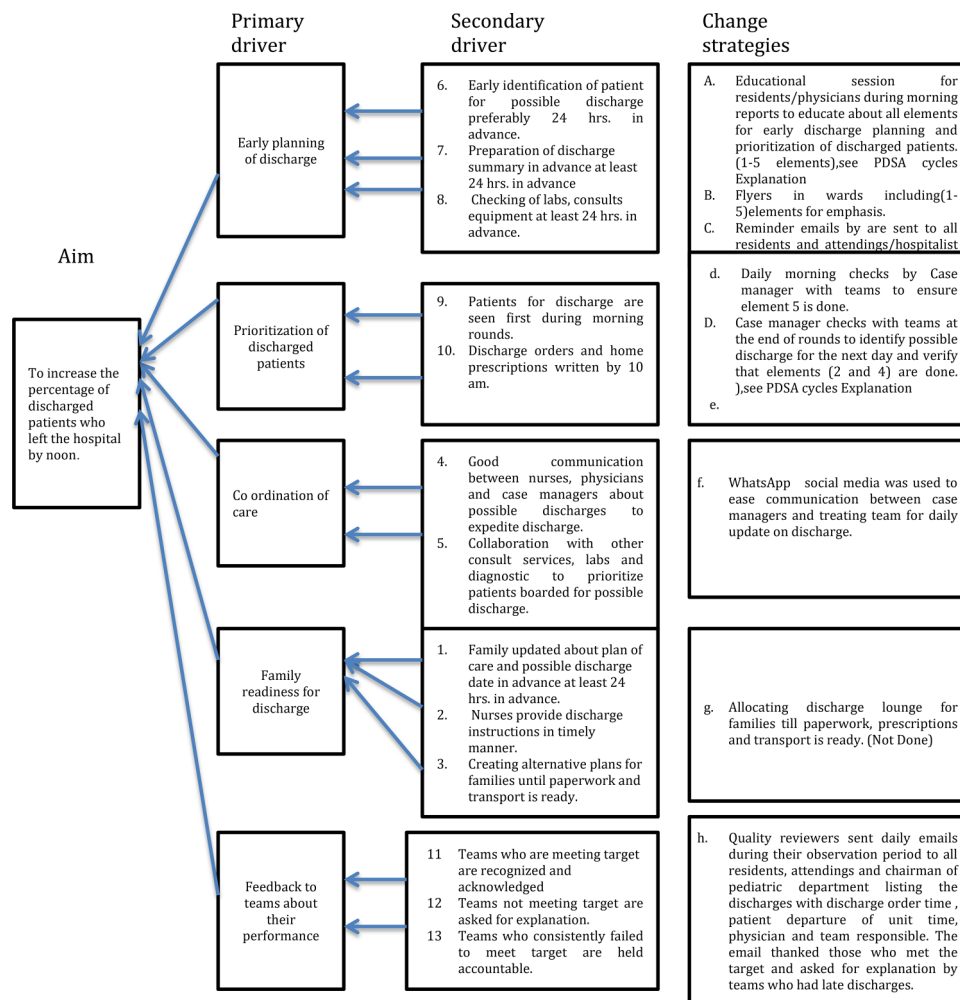 Primary
driver
Secondary
driver
Change
strategies
Aim
To increase the
percentage of
discharged
patients who
left the hospital
by noon.
Early planning
of discharge
6. Early identification of patient
for possible discharge
preferably 24 hrs. in
advance.
7. Preparation of discharge
summary in advance at least
24 hrs. in advance
8. Checking of labs, consults
equipment at least 24 hrs. in
advance.
A. Educational session for
residents/physicians during morning
reports to educate about all elements
for early discharge planning and
prioritization of discharged patients.
(1-5 elements),see PDSA cycles
Explanation
B. Flyers in wards including(1-
5)elements for emphasis.
C. Reminder emails by are sent to all
residents and attendings/hospitalist
Prioritization of
discharged
patients
9. Patients for discharge are
seen first during morning
rounds.
10. Discharge orders and home
prescriptions written by 10
am.
d. Daily morning checks by Case
manager with teams to ensure
element 5 is done.
D. Case manager checks with teams at
the end of rounds to identify possible
discharge for the next day and verify
that elements (2 and 4) are done.
),see PDSA cycles Explanation
e.
Co ordination of
care
4. Good communication
between nurses, physicians
and case managers about
possible discharges to
expedite discharge.
5. Collaboration with other
consult services, labs and
diagnostic to prioritize
patients boarded for possible
discharge.
f. WhatsApp social media was used to
ease communication between case
managers and treating team for daily
update on discharge.
Family
readiness for
discharge
1. Family updated about plan of
care and possible discharge
date in advance at least 24
hrs. in advance.
2. Nurses provide discharge
instructions in timely
manner.
3. Creating alternative plans for
families until paperwork and
transport is ready.
g. Allocating discharge lounge for
families till paperwork, prescriptions
and transport is ready. (Not Done)
Feedback to
teams about
their
performance
11 Teams who are meeting target
are recognized and
acknowledged
12 Teams not meeting target are
asked for explanation.
13 Teams who consistently failed
to meet target are held
accountable.
h. Quality reviewers sent daily emails
during their observation period to all
residents, attendings and chairman of
pediatric department listing the
discharges with discharge order time ,
patient departure of unit time,
physician and team responsible. The
email thanked those who met the
target and asked for explanation by
teams who had late discharges.